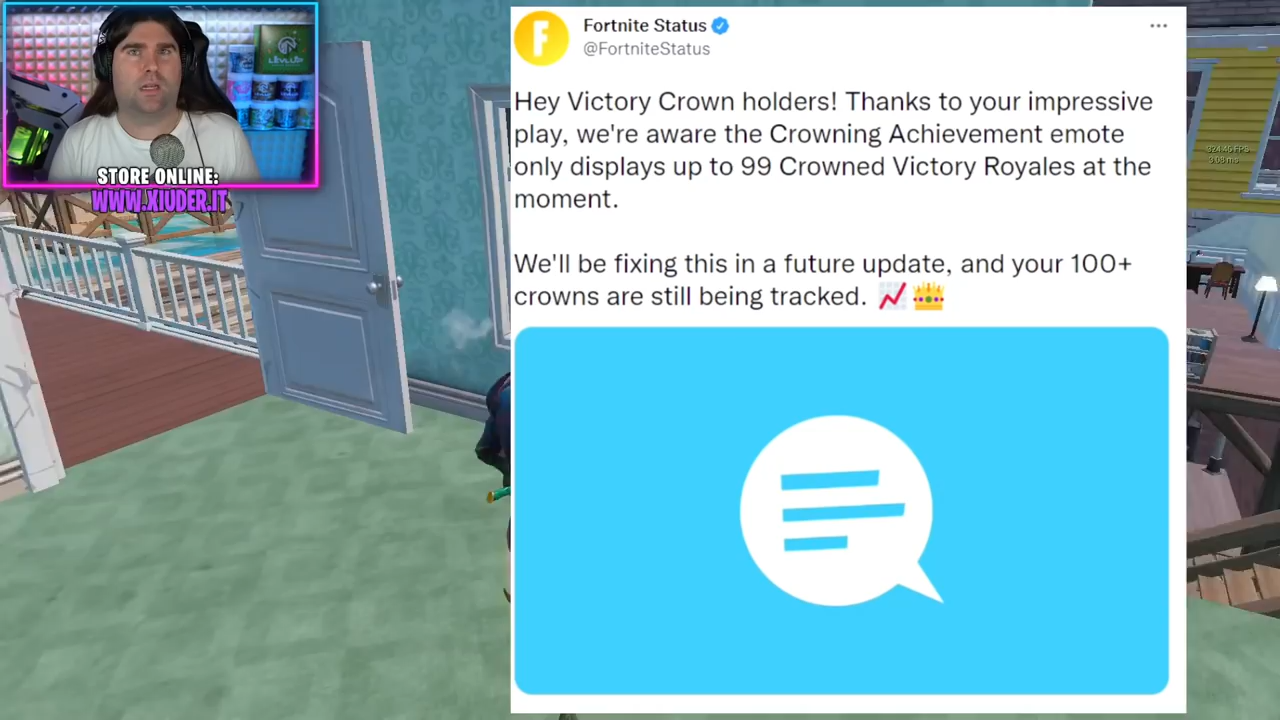 Fortnite Status
@FortniteStatus
Hey Victory Crown holders! Thanks to your impressive
play, we're aware the Crowning Achievement emote
only displays up to 99 Crowned Victory Royales at the
moment.
We'll be fixing this in a future update, and your 100+
crowns are still being tracked. 📈👑
STORE ONLINE:
WWW.XIUDER.IT
LEVLUP